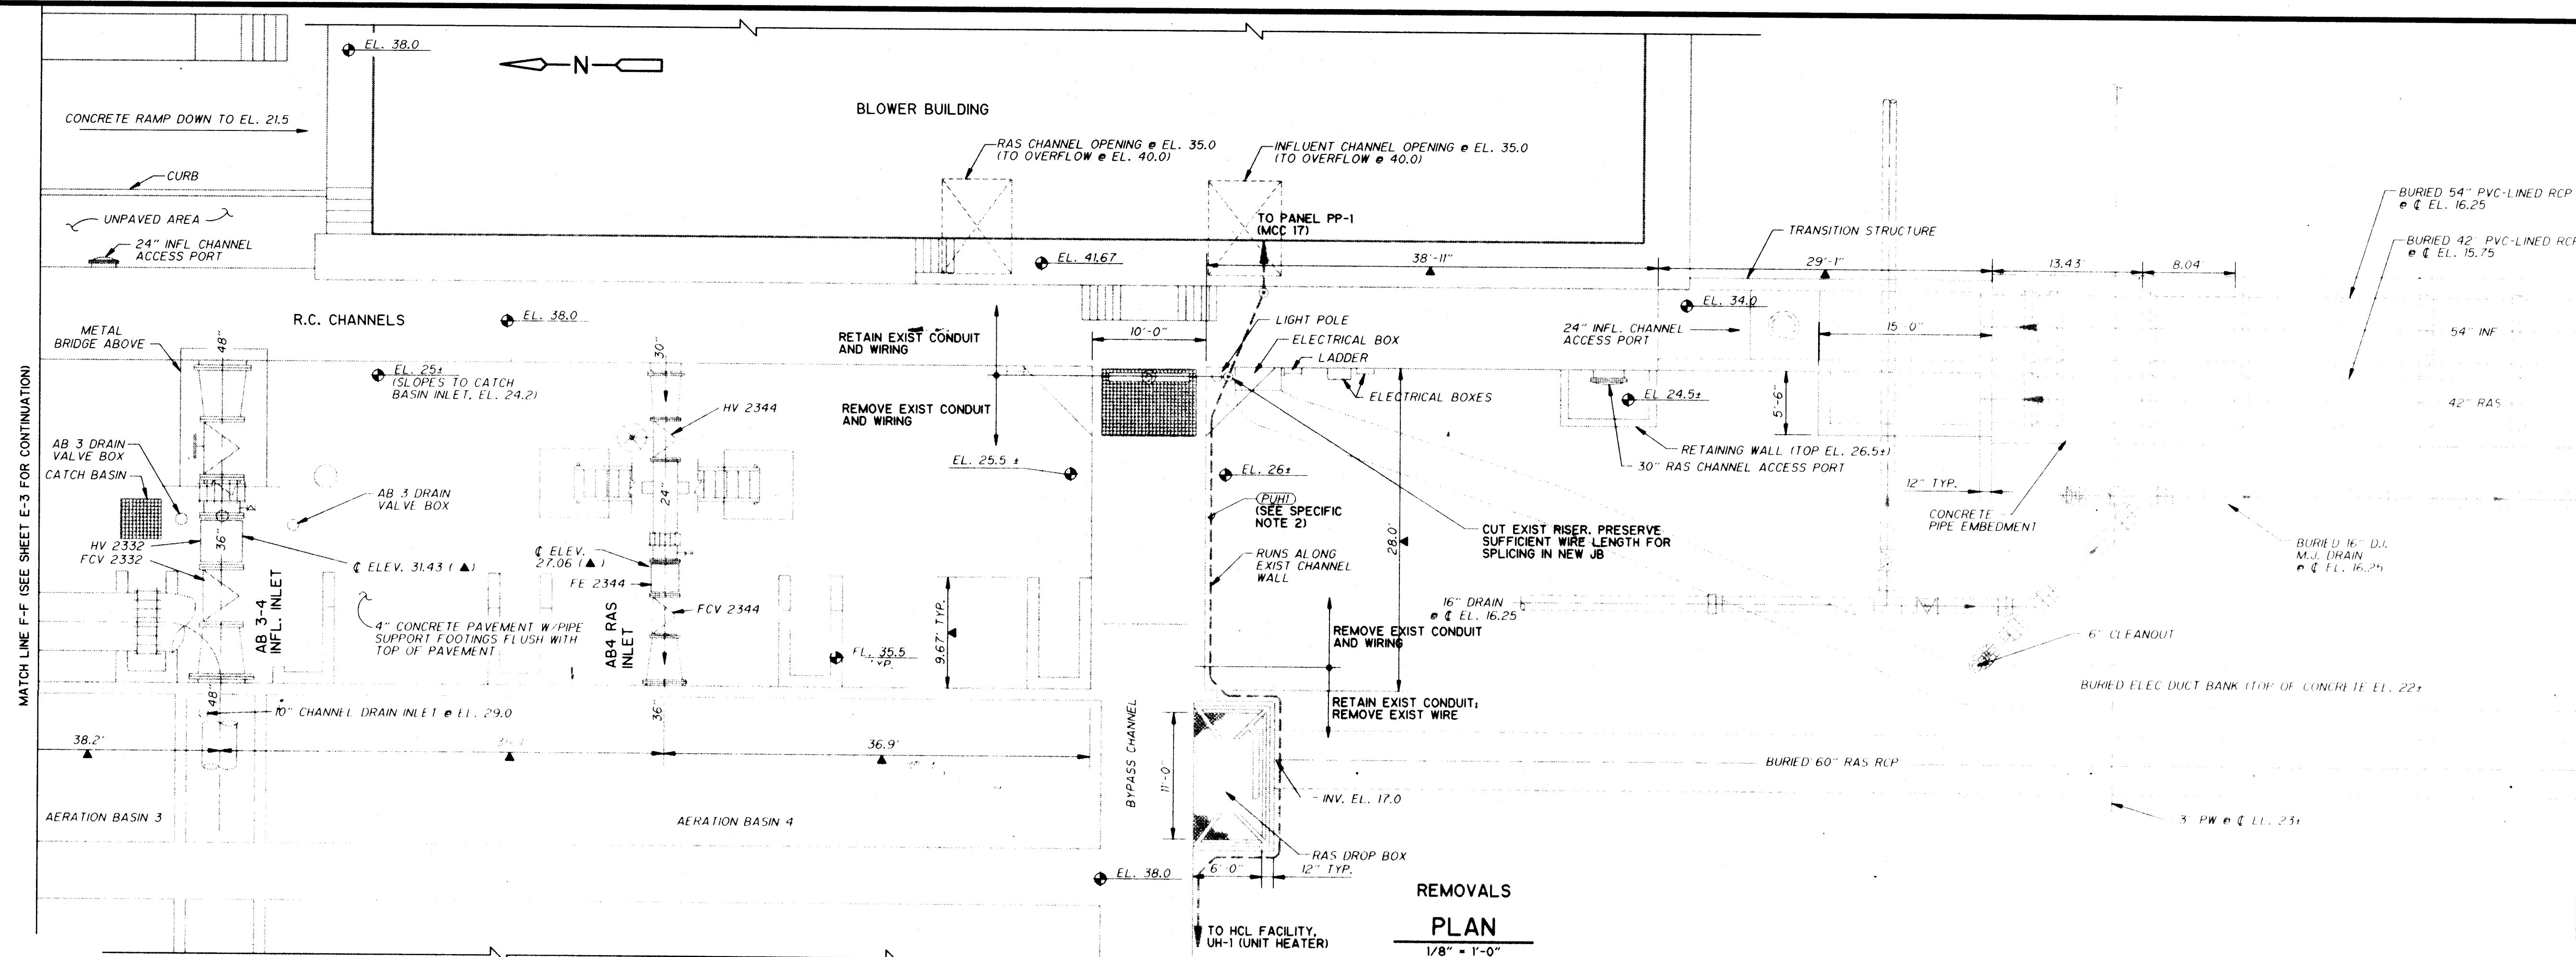 EL. 38.0
N
CONCRETE RAMP DOWN TO EL. 21.5
BLOWER BUILDING
CURB
UNPAVED AREA
24" INFL CHANNEL
ACCESS PORT
RAS CHANNEL OPENING @ EL. 35.0
(TO OVERFLOW @ EL. 40.0)
INFLUENT CHANNEL OPENING @ EL. 35.0
(TO OVERFLOW @ 40.0)
TO PANEL PP-1
(MCC 17)
TRANSITION STRUCTURE
BURIED 54" PVC-LINED RCP
@ ℄ EL. 16.25
BURIED 42" PVC-LINED RCP
@ ℄ EL. 15.75
EL. 41.67
38'-11"
29'-1"
13.43'
8.04'
R.C. CHANNELS
EL. 38.0
METAL
BRIDGE ABOVE
48"
30"
EL. 25±
(SLOPES TO CATCH
BASIN INLET, EL. 24.2)
RETAIN EXIST CONDUIT
AND WIRING
REMOVE EXIST CONDUIT
AND WIRING
10'-0"
LIGHT POLE
ELECTRICAL BOX
LADDER
ELECTRICAL BOXES
EL. 34.0
24" INFL. CHANNEL
ACCESS PORT
15'-0"
54" INF
42" RAS
EL 24.5±
5'-6"
RETAINING WALL (TOP EL. 26.5±)
30" RAS CHANNEL ACCESS PORT
12" TYP.
CONCRETE
PIPE EMBEDMENT
BURIED 16" D.I.
M.J. DRAIN
@ ℄ EL. 16.25
MATCH LINE F-F (SEE SHEET E-3 FOR CONTINUATION)
AB 3 DRAIN
VALVE BOX
CATCH BASIN
AB 3 DRAIN
VALVE BOX
HV 2344
24"
EL. 25.5 ±
EL. 26±
PUH1
(SEE SPECIFIC
NOTE 2)
CUT EXIST RISER. PRESERVE
SUFFICIENT WIRE LENGTH FOR
SPLICING IN NEW JB
28.0'
RUNS ALONG
EXIST CHANNEL
WALL
HV 2332
FCV 2332
36"
℄ ELEV. 31.43 (▲)
℄ ELEV.
27.06 (▲)
FE 2344
FCV 2344
AB 3-4
INFL. INLET
4" CONCRETE PAVEMENT W/PIPE
SUPPORT FOOTINGS FLUSH WITH
TOP OF PAVEMENT
AB4 RAS
INLET
9.67' TYP.
EL. 35.5
TYP.
16" DRAIN
@ ℄ EL. 16.25
REMOVE EXIST CONDUIT
AND WIRING
RETAIN EXIST CONDUIT;
REMOVE EXIST WIRE
6" CLEANOUT
BURIED ELEC DUCT BANK (TOP OF CONCRETE EL. 22±
48"
10" CHANNEL DRAIN INLET @ EL. 29.0
36"
38.2'
36.9'
BYPASS CHANNEL
11'-0"
BURIED 60" RAS RCP
INV. EL. 17.0
3" PW @ ℄ EL. 23±
AERATION BASIN 3
AERATION BASIN 4
RAS DROP BOX
EL. 38.0
6'-0"
12" TYP.
TO HCL FACILITY,
UH-1 (UNIT HEATER)
REMOVALS
PLAN
1/8" = 1'-0"